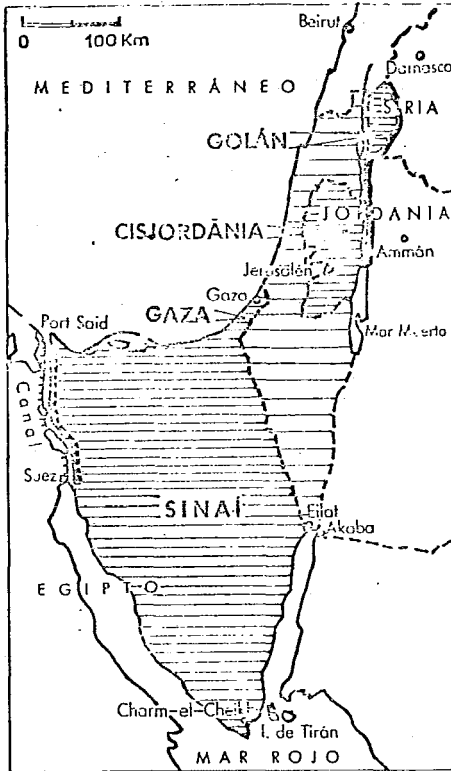 Beirut
0 100 Km
Damasco
MEDITERRÁNEO
SIRIA
GOLÁN
CISJORDÂNIA
JORDANIA
Ammán
Jerusalén
Gaza
GAZA
Port Said
Mar Muerto
Canal
Suez
SINAÍ
Eilat
Akaba
EGIPTO
Charm-el-Cheik
I. de Tirán
MAR ROJO